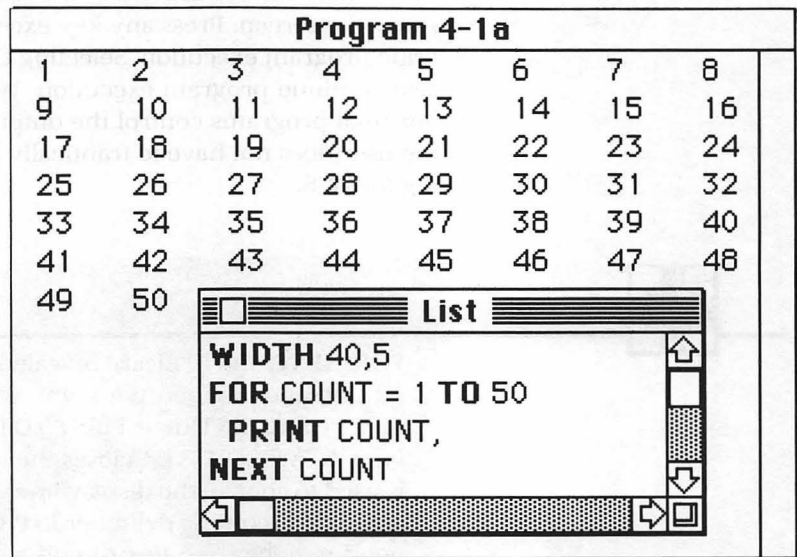 Program 4-1a
1 2 3 4 5 6 7 8
9 10 11 12 13 14 15 16
17 18 19 20 21 22 23 24
25 26 27 28 29 30 31 32
33 34 35 36 37 38 39 40
41 42 43 44 45 46 47 48
49 50
List
WIDTH 40,5
FOR COUNT = 1 TO 50
PRINT COUNT,
NEXT COUNT